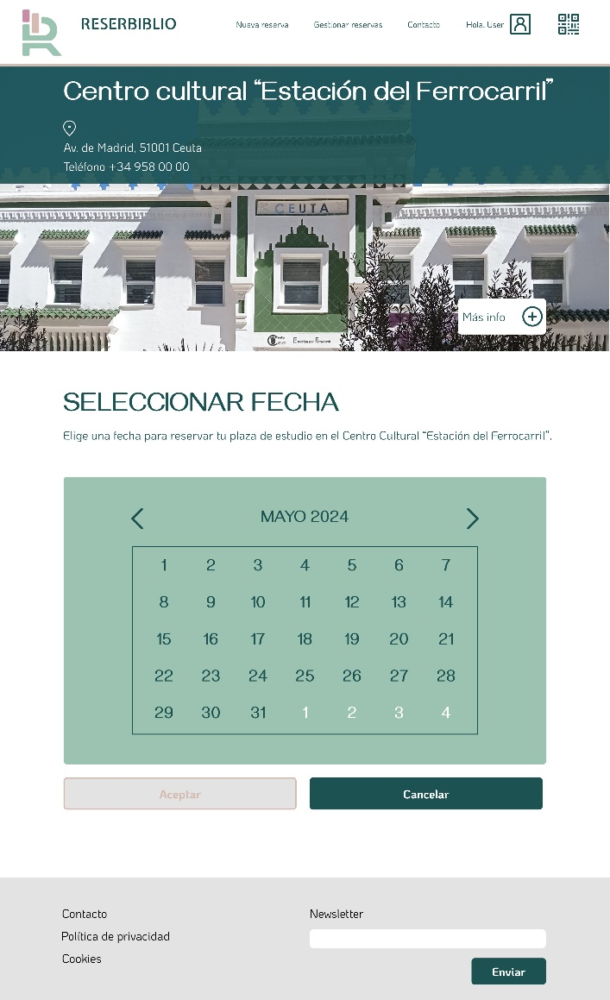 RESERBIBLIO
Nueva reserva
Gestionar reservas
Contacto
Hola, User
Centro cultural “Estación del Ferrocarril”
Av. de Madrid, 51001 Ceuta
Teléfono +34 958 00 00
CEUTA
Estación del Ferrocarril
Más info
SELECCIONAR FECHA
Elige una fecha para reservar tu plaza de estudio en el Centro Cultural “Estación del Ferrocarril”.
MAYO 2024
1 2 3 4 5 6 7
8 9 10 11 12 13 14
15 16 17 18 19 20 21
22 23 24 25 26 27 28
29 30 31 1 2 3 4
Aceptar
Cancelar
Contacto
Newsletter
Política de privacidad
Cookies
Enviar